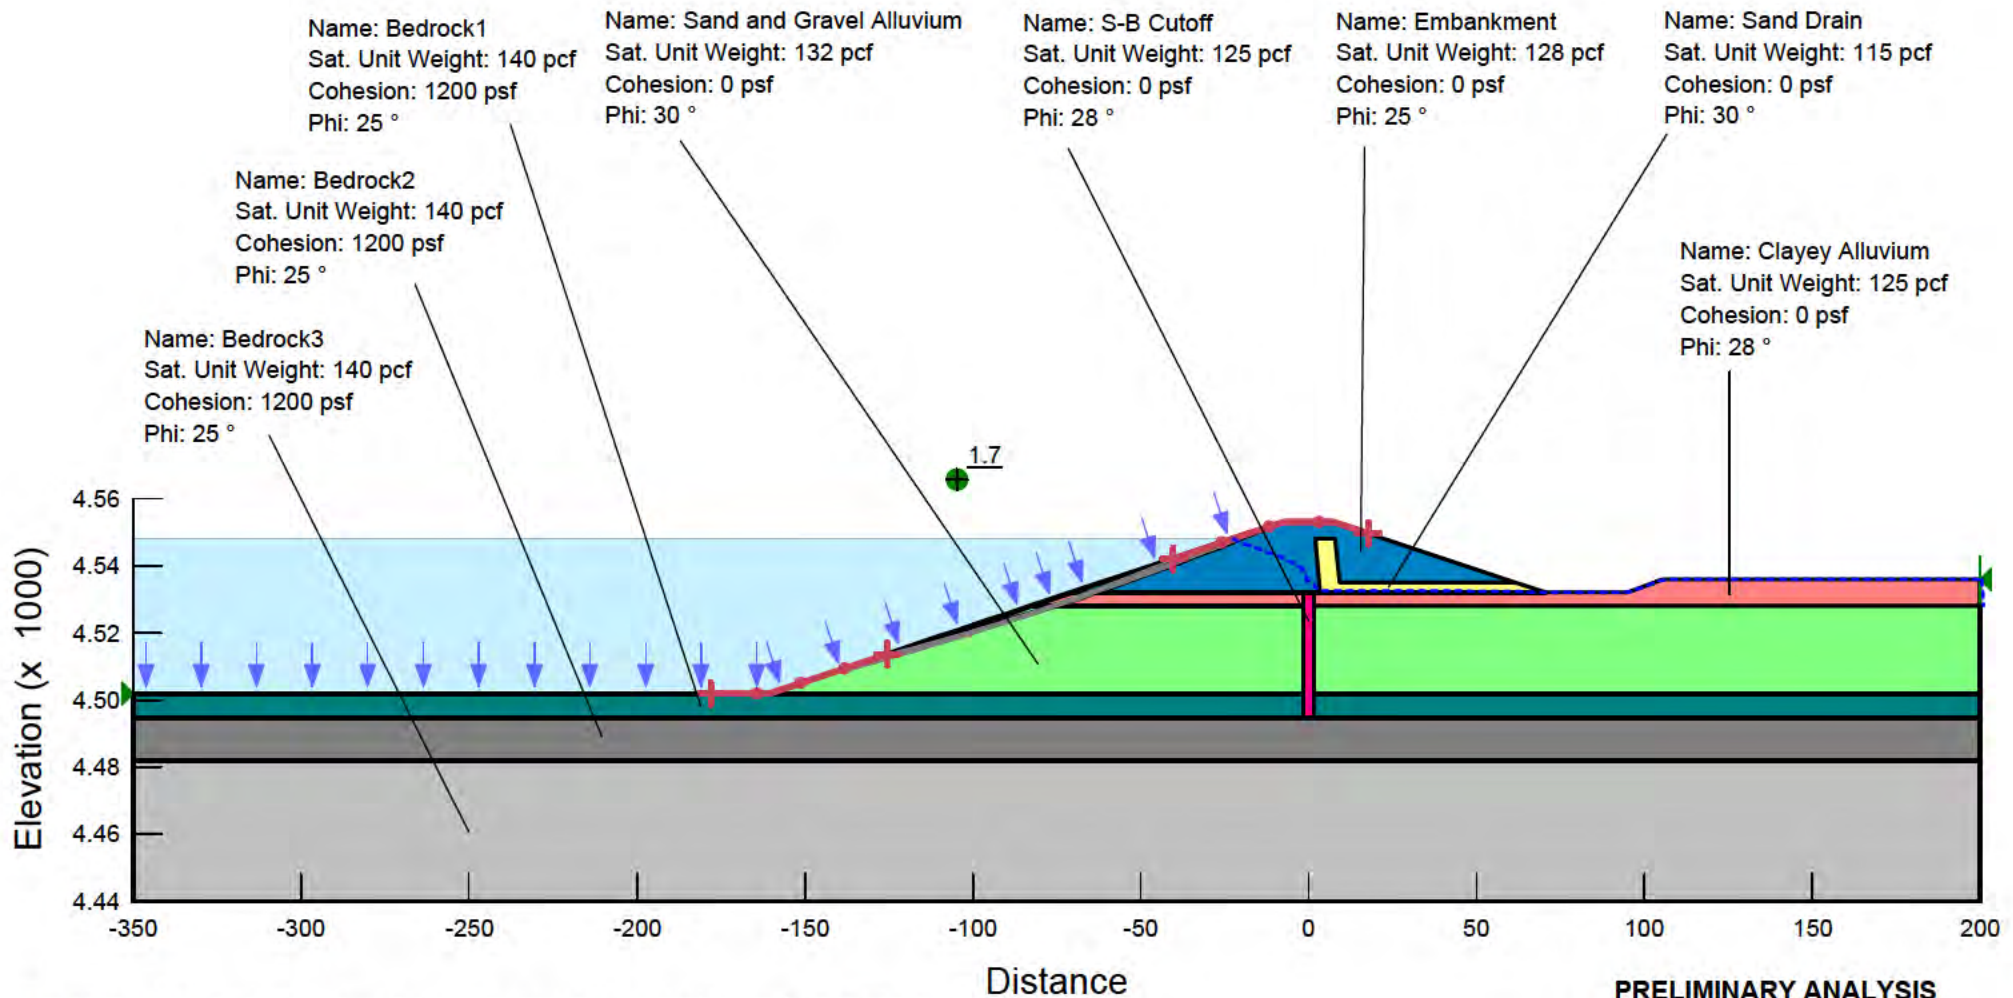 Name: Bedrock1
Sat. Unit Weight: 140 pcf
Cohesion: 1200 psf
Phi: 25 °
Name: Sand and Gravel Alluvium
Sat. Unit Weight: 132 pcf
Cohesion: 0 psf
Phi: 30 °
Name: S-B Cutoff
Sat. Unit Weight: 125 pcf
Cohesion: 0 psf
Phi: 28 °
Name: Embankment
Sat. Unit Weight: 128 pcf
Cohesion: 0 psf
Phi: 25 °
Name: Sand Drain
Sat. Unit Weight: 115 pcf
Cohesion: 0 psf
Phi: 30 °
Name: Bedrock2
Sat. Unit Weight: 140 pcf
Cohesion: 1200 psf
Phi: 25 °
Name: Clayey Alluvium
Sat. Unit Weight: 125 pcf
Cohesion: 0 psf
Phi: 28 °
Name: Bedrock3
Sat. Unit Weight: 140 pcf
Cohesion: 1200 psf
Phi: 25 °
1.7
Elevation (x 1000)
4.56
4.54
4.52
4.50
4.48
4.46
4.44
-350 -300 -250 -200 -150 -100 -50 0 50 100 150 200
Distance
PRELIMINARY ANALYSIS